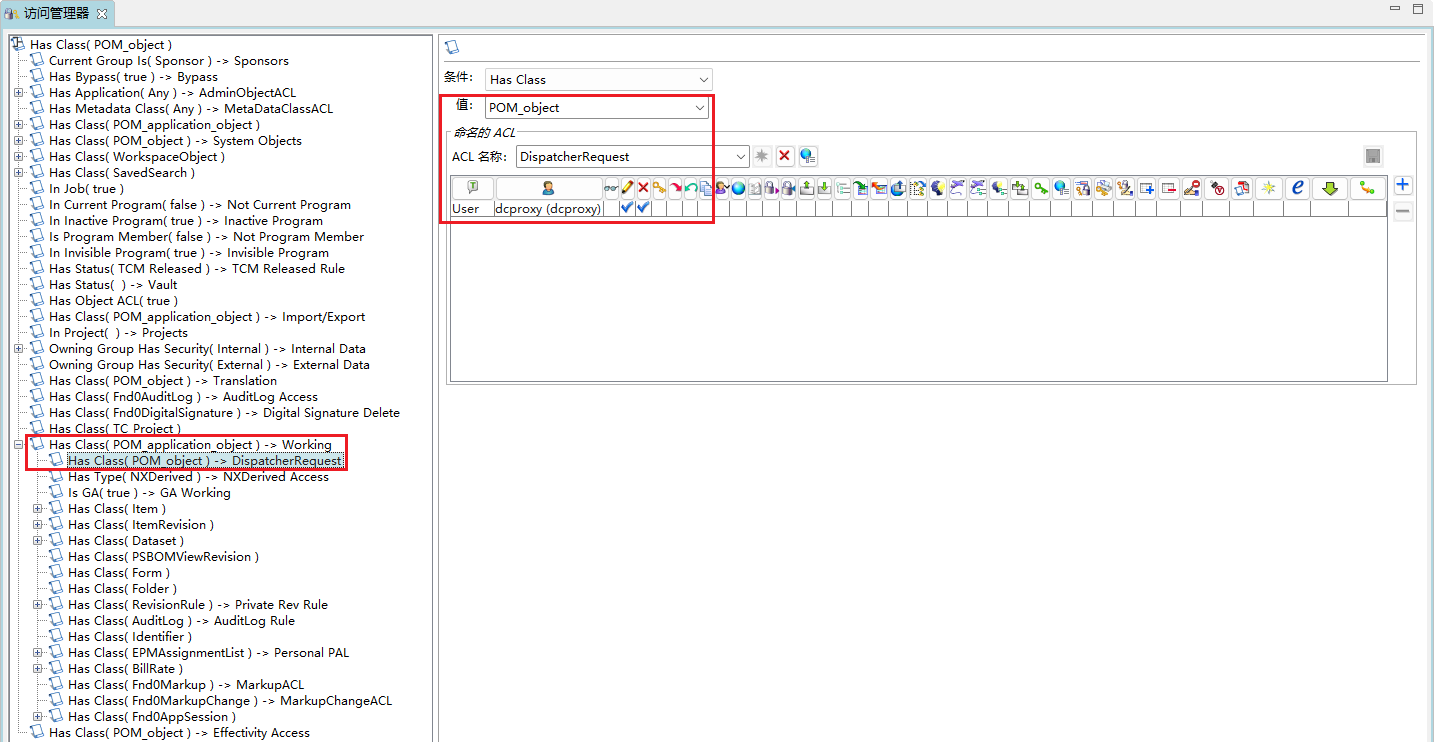 访问管理器
Has Class( POM_object )
Current Group Is( Sponsor ) -> Sponsors
Has Bypass( true ) -> Bypass
Has Application( Any ) -> AdminObjectACL
Has Metadata Class( Any ) -> MetaDataClassACL
Has Class( POM_application_object )
Has Class( POM_object ) -> System Objects
Has Class( WorkspaceObject )
Has Class( SavedSearch )
In Job( true )
In Current Program( false ) -> Not Current Program
In Inactive Program( true ) -> Inactive Program
Is Program Member( false ) -> Not Program Member
In Invisible Program( true ) -> Invisible Program
Has Status( TCM Released ) -> TCM Released Rule
Has Status(  ) -> Vault
Has Object ACL( true )
Has Class( POM_application_object ) -> Import/Export
In Project(  ) -> Projects
Owning Group Has Security( Internal ) -> Internal Data
Owning Group Has Security( External ) -> External Data
Has Class( POM_object ) -> Translation
Has Class( Fnd0AuditLog ) -> AuditLog Access
Has Class( Fnd0DigitalSignature ) -> Digital Signature Delete
Has Class( TC Project )
Has Class( POM_application_object ) -> Working
Has Class( POM_object ) -> DispatcherRequest
Has Type( NXDerived ) -> NXDerived Access
Is GA( true ) -> GA Working
Has Class( Item )
Has Class( ItemRevision )
Has Class( Dataset )
Has Class( PSBOMViewRevision )
Has Class( Form )
Has Class( Folder )
Has Class( RevisionRule ) -> Private Rev Rule
Has Class( AuditLog ) -> AuditLog Rule
Has Class( Identifier )
Has Class( EPMAssignmentList ) -> Personal PAL
Has Class( BillRate )
Has Class( Fnd0Markup ) -> MarkupACL
Has Class( Fnd0MarkupChange ) -> MarkupChangeACL
Has Class( Fnd0AppSession )
Has Class( POM_object ) -> Effectivity Access
条件: Has Class
值: POM_object
命名的 ACL
ACL 名称: DispatcherRequest
User dcproxy (dcproxy)